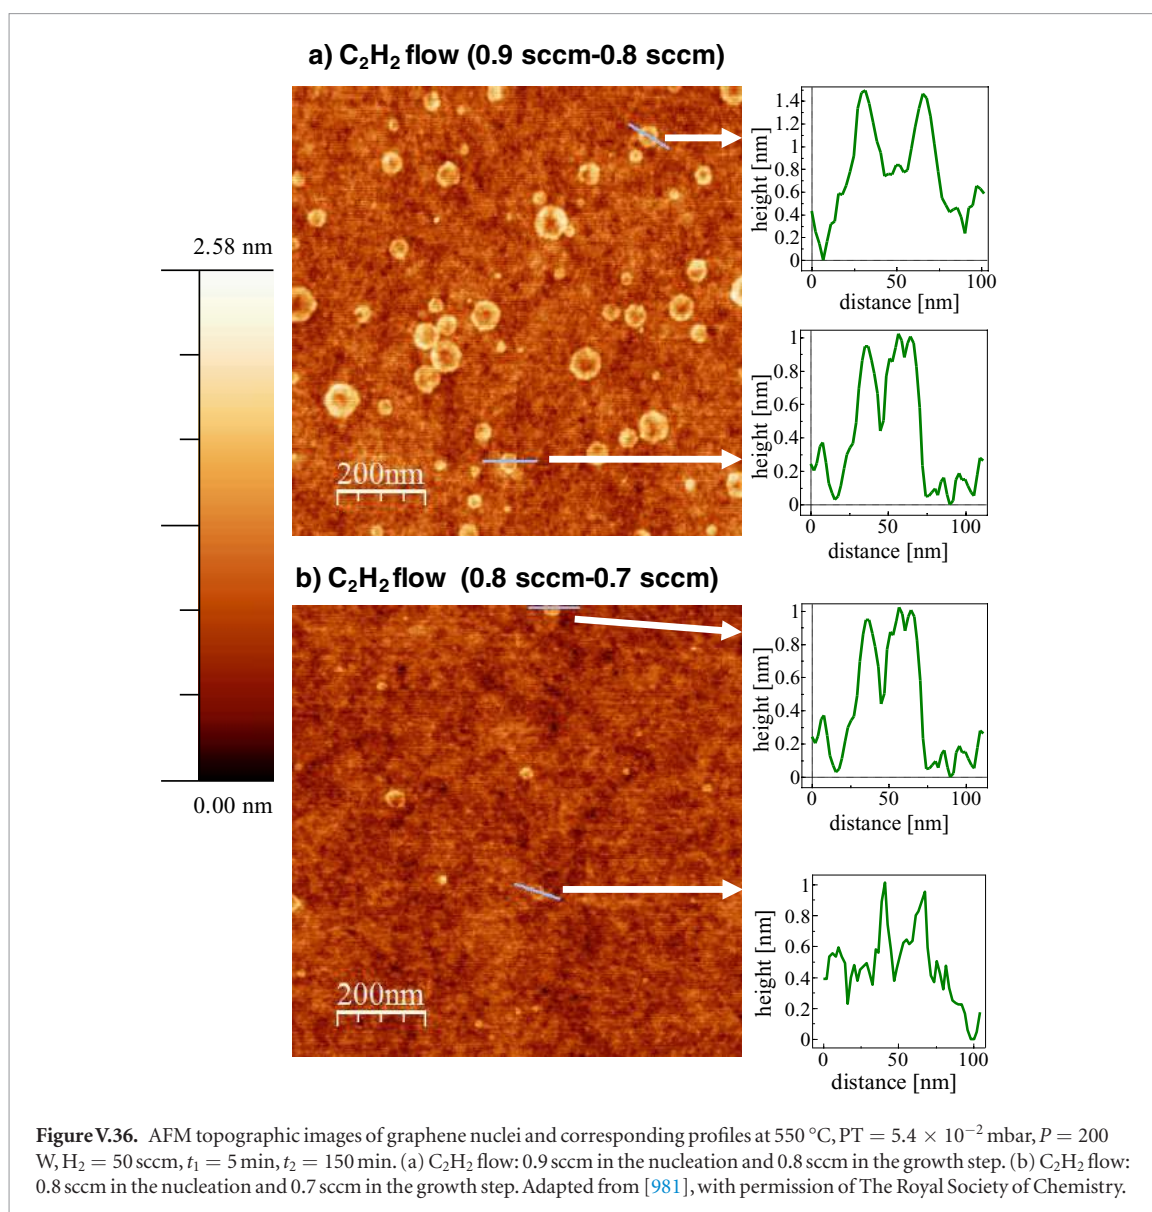 a) C₂H₂ flow (0.9 sccm-0.8 sccm)
2.58 nm
0.00 nm
200nm
height [nm]
1.4
1.2
1
0.8
0.6
0.4
0.2
0
0 50 100
distance [nm]
height [nm]
1
0.8
0.6
0.4
0.2
0
0 50 100
distance [nm]
b) C₂H₂ flow (0.8 sccm-0.7 sccm)
200nm
height [nm]
1
0.8
0.6
0.4
0.2
0
0 50 100
distance [nm]
height [nm]
1
0.8
0.6
0.4
0.2
0
0 50 100
distance [nm]
Figure V.36. AFM topographic images of graphene nuclei and corresponding profiles at 550 °C, PT = 5.4 × 10⁻² mbar, P = 200
W, H₂ = 50 sccm, t₁ = 5 min, t₂ = 150 min. (a) C₂H₂ flow: 0.9 sccm in the nucleation and 0.8 sccm in the growth step. (b) C₂H₂ flow:
0.8 sccm in the nucleation and 0.7 sccm in the growth step. Adapted from [981], with permission of The Royal Society of Chemistry.